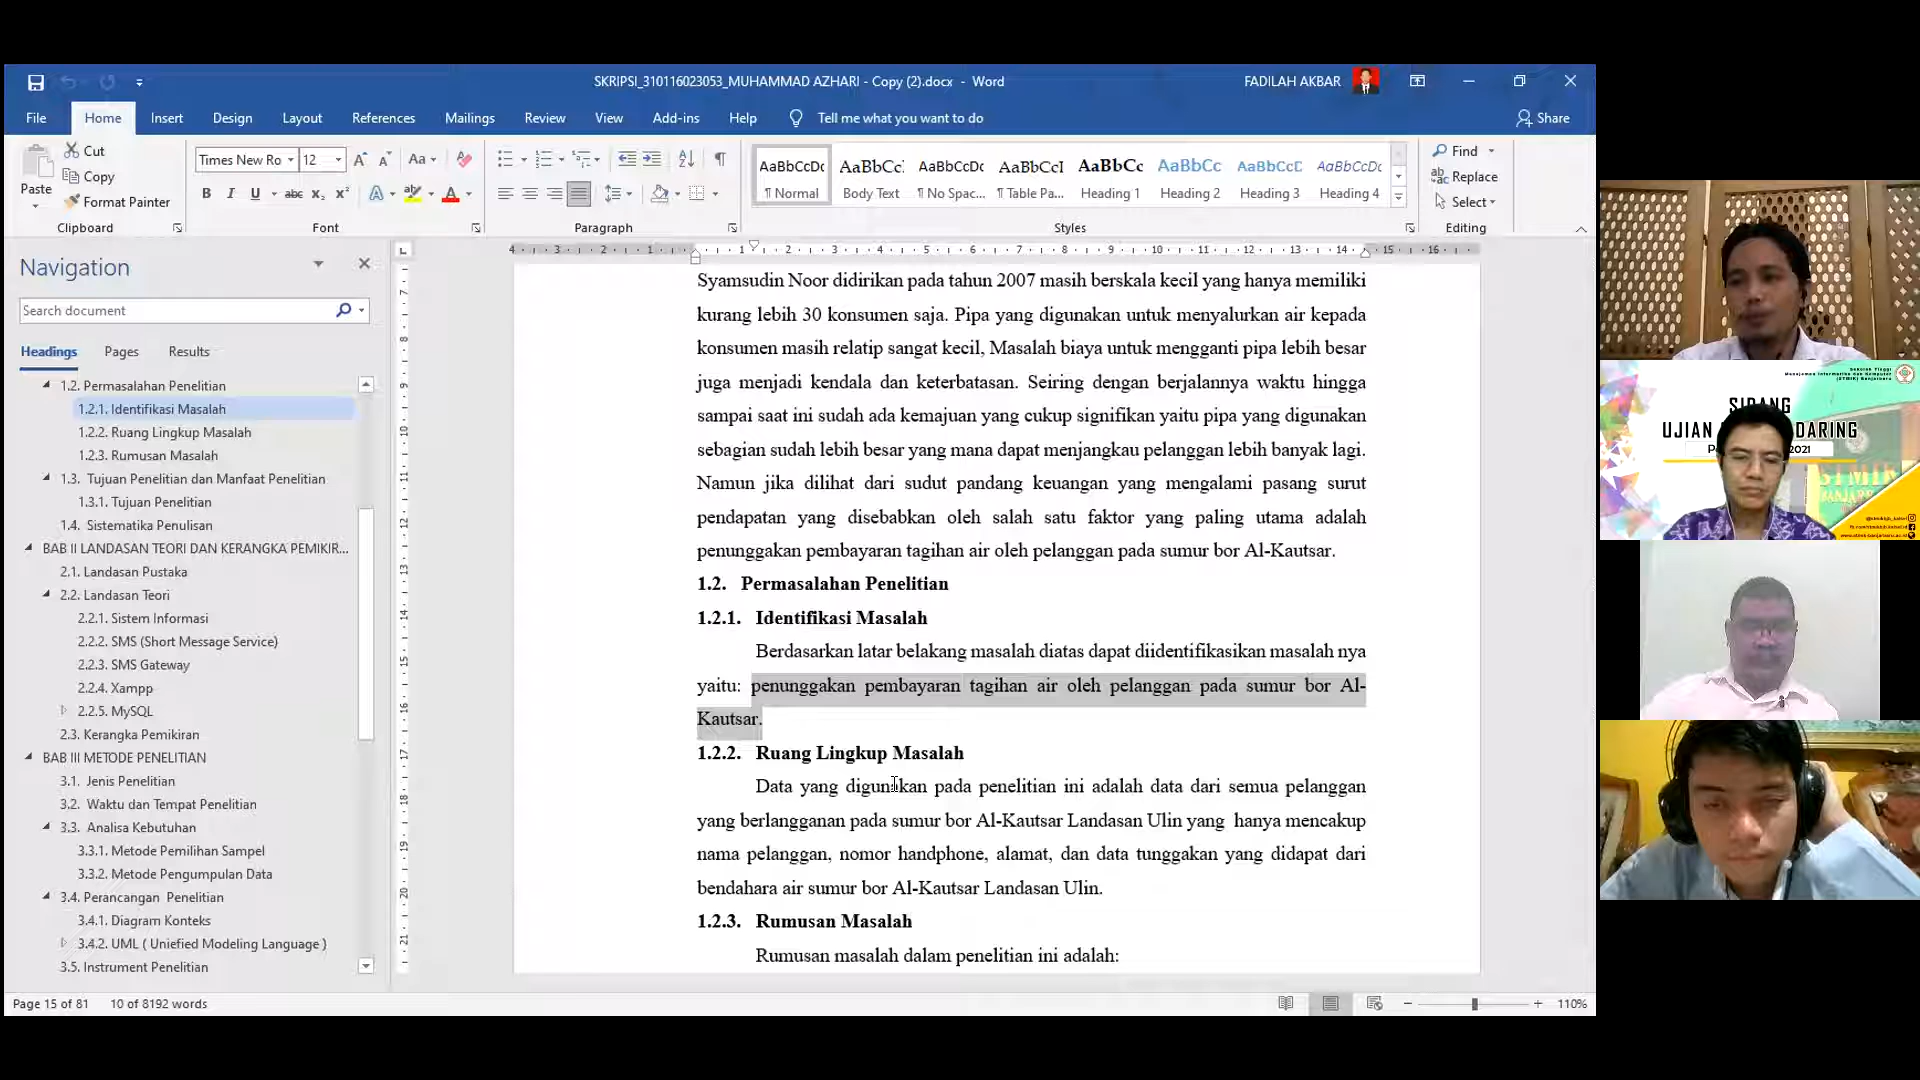 SKRIPSI_310116023053_MUHAMMAD AZHARI - Copy (2).docx - Word
FADILAH AKBAR
File Home Insert Design Layout References Mailings Review View Add-ins Help Tell me what you want to do
Share
Paste
Cut
Copy
Format Painter
Clipboard
Times New Ro 12
Font
Paragraph
AaBbCcDc AaBbCc AaBbCcDc AaBbCcI AaBbCc AaBbCc AaBbCcD AaBbCcDc
¶ Normal Body Text ¶ No Spac... ¶ Table Pa... Heading 1 Heading 2 Heading 3 Heading 4
Styles
Find
Replace
Select
Editing
Navigation
Search document
Headings Pages Results
1.2. Permasalahan Penelitian
1.2.1. Identifikasi Masalah
1.2.2. Ruang Lingkup Masalah
1.2.3. Rumusan Masalah
1.3. Tujuan Penelitian dan Manfaat Penelitian
1.3.1. Tujuan Penelitian
1.4. Sistematika Penulisan
BAB II LANDASAN TEORI DAN KERANGKA PEMIKIR...
2.1. Landasan Pustaka
2.2. Landasan Teori
2.2.1. Sistem Informasi
2.2.2. SMS (Short Message Service)
2.2.3. SMS Gateway
2.2.4. Xampp
2.2.5. MySQL
2.3. Kerangka Pemikiran
BAB III METODE PENELITIAN
3.1. Jenis Penelitian
3.2. Waktu dan Tempat Penelitian
3.3. Analisa Kebutuhan
3.3.1. Metode Pemilihan Sampel
3.3.2. Metode Pengumpulan Data
3.4. Perancangan Penelitian
3.4.1. Diagram Konteks
3.4.2. UML ( Uniefied Modeling Language )
3.5. Instrument Penelitian
Syamsudin Noor didirikan pada tahun 2007 masih berskala kecil yang hanya memiliki
kurang lebih 30 konsumen saja. Pipa yang digunakan untuk menyalurkan air kepada
konsumen masih relatip sangat kecil, Masalah biaya untuk mengganti pipa lebih besar
juga menjadi kendala dan keterbatasan. Seiring dengan berjalannya waktu hingga
sampai saat ini sudah ada kemajuan yang cukup signifikan yaitu pipa yang digunakan
sebagian sudah lebih besar yang mana dapat menjangkau pelanggan lebih banyak lagi.
Namun jika dilihat dari sudut pandang keuangan yang mengalami pasang surut
pendapatan yang disebabkan oleh salah satu faktor yang paling utama adalah
penunggakan pembayaran tagihan air oleh pelanggan pada sumur bor Al-Kautsar.
1.2. Permasalahan Penelitian
1.2.1. Identifikasi Masalah
Berdasarkan latar belakang masalah diatas dapat diidentifikasikan masalah nya
yaitu: penunggakan pembayaran tagihan air oleh pelanggan pada sumur bor Al-
Kautsar.
1.2.2. Ruang Lingkup Masalah
Data yang digunakan pada penelitian ini adalah data dari semua pelanggan
yang berlangganan pada sumur bor Al-Kautsar Landasan Ulin yang hanya mencakup
nama pelanggan, nomor handphone, alamat, dan data tunggakan yang didapat dari
bendahara air sumur bor Al-Kautsar Landasan Ulin.
1.2.3. Rumusan Masalah
Rumusan masalah dalam penelitian ini adalah:
Page 15 of 81 10 of 8192 words
110%
SIDANG
UJIAN DARING
2021